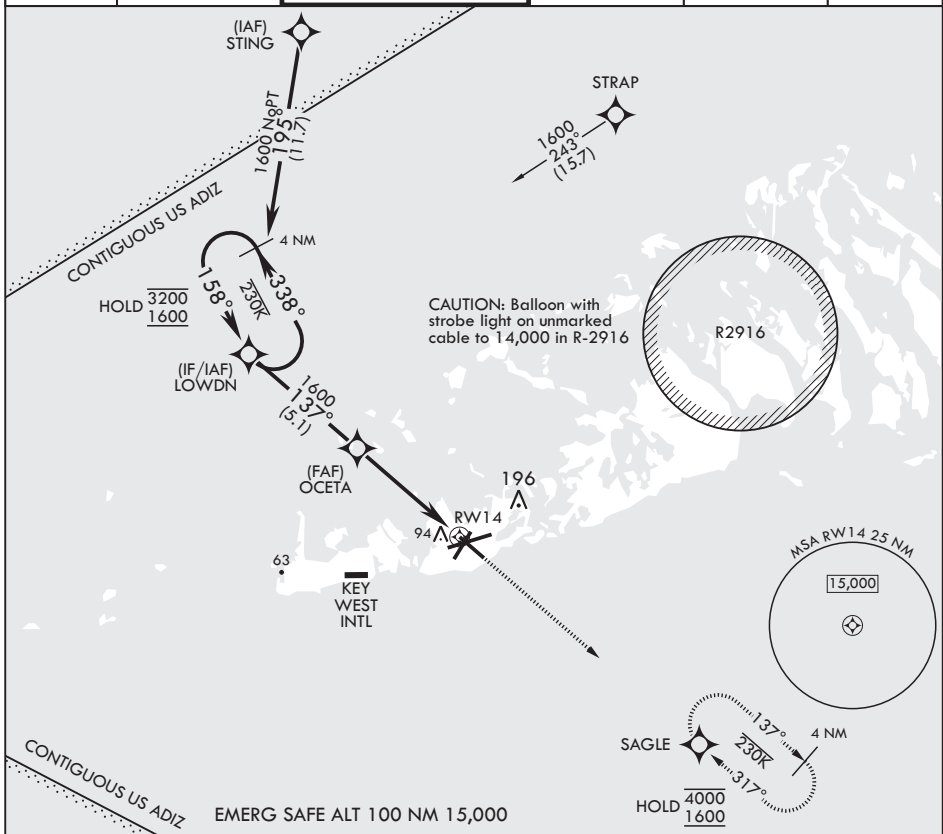 (IAF)
STING
1600 NoPT
195°
(11.7)
STRAP
1600
243°
(15.7)
CONTIGUOUS US ADIZ
4 NM
158°
230K
338°
HOLD 3200
1600
(IF/IAF)
LOWDN
CAUTION: Balloon with
strobe light on unmarked
cable to 14,000 in R-2916
R2916
1600
137°
(5.1)
(FAF)
OCETA
196
RW14
94
63
KEY
WEST
INTL
MSA RW14 25 NM
15,000
137°
4 NM
SAGLE
230K
317°
HOLD 4000
1600
CONTIGUOUS US ADIZ
EMERG SAFE ALT 100 NM 15,000